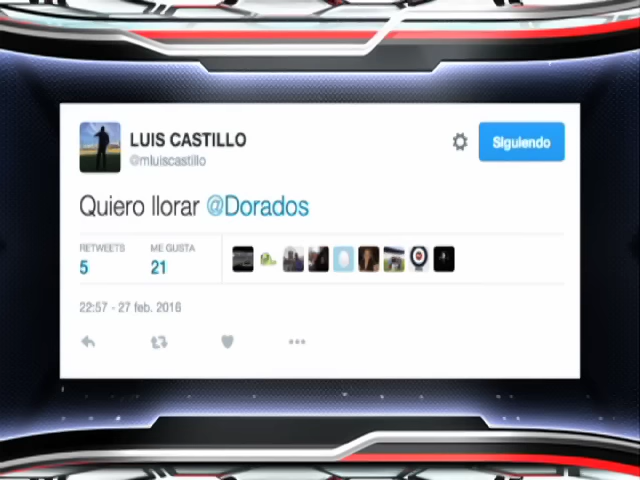 LUIS CASTILLO
@mluiscastillo
Siguiendo
Quiero llorar @Dorados
RETWEETS
ME GUSTA
5
21
22:57 - 27 feb. 2016